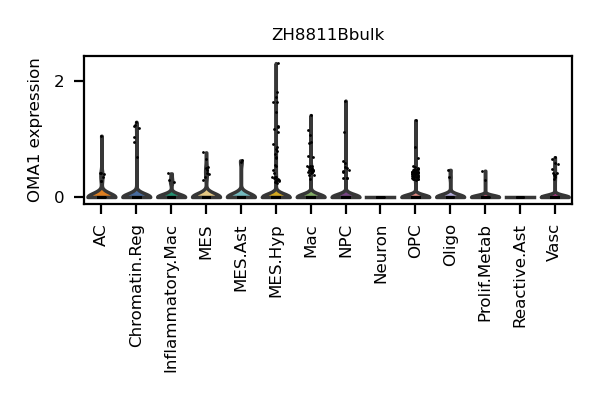 ZH8811Bbulk
OMA1 expression
2
0
AC
Chromatin.Reg
Inflammatory.Mac
MES
MES.Ast
MES.Hyp
Mac
NPC
Neuron
OPC
Oligo
Prolif.Metab
Reactive.Ast
Vasc